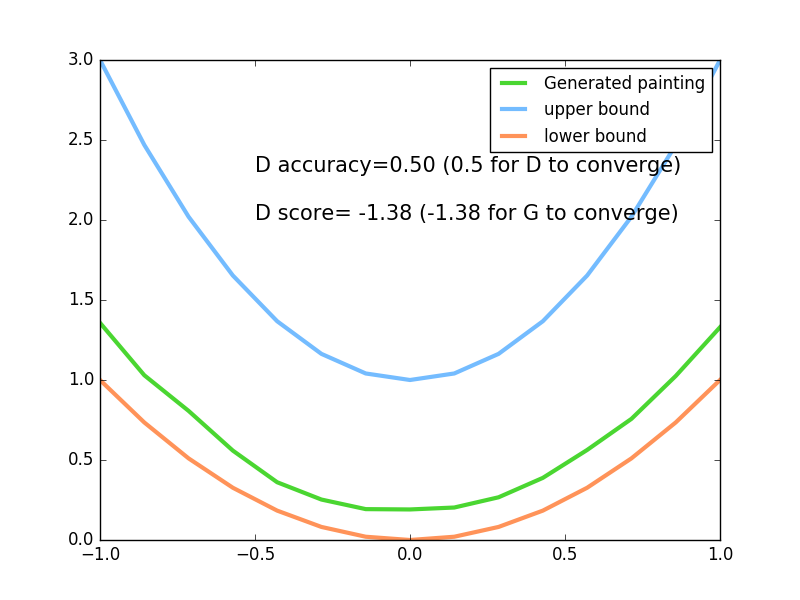 3.0
2.5
2.0
1.5
1.0
0.5
0.0
Generated painting
upper bound
lower bound
D accuracy=0.50 (0.5 for D to converge)
D score= -1.38 (-1.38 for G to converge)
−1.0 −0.5 0.0 0.5 1.0